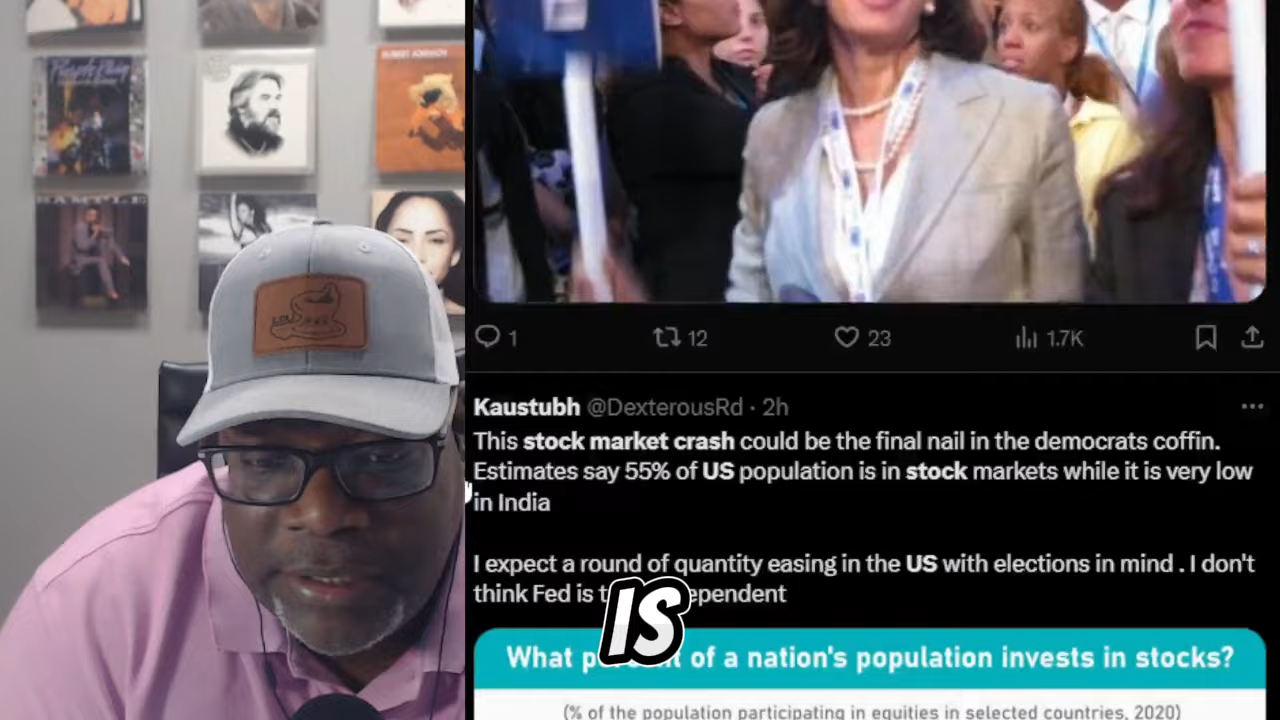 Purple Rain
1
12
23
1.7K
Kaustubh @DexterousRd · 2h
This stock market crash could be the final nail in the democrats coffin.
Estimates say 55% of US population is in stock markets while it is very low
in India
I expect a round of quantity easing in the US with elections in mind . I don't
think Fed is
IS
What of a nation's population invests in stocks?
(% of the population participating in equities in selected countries, 2020)